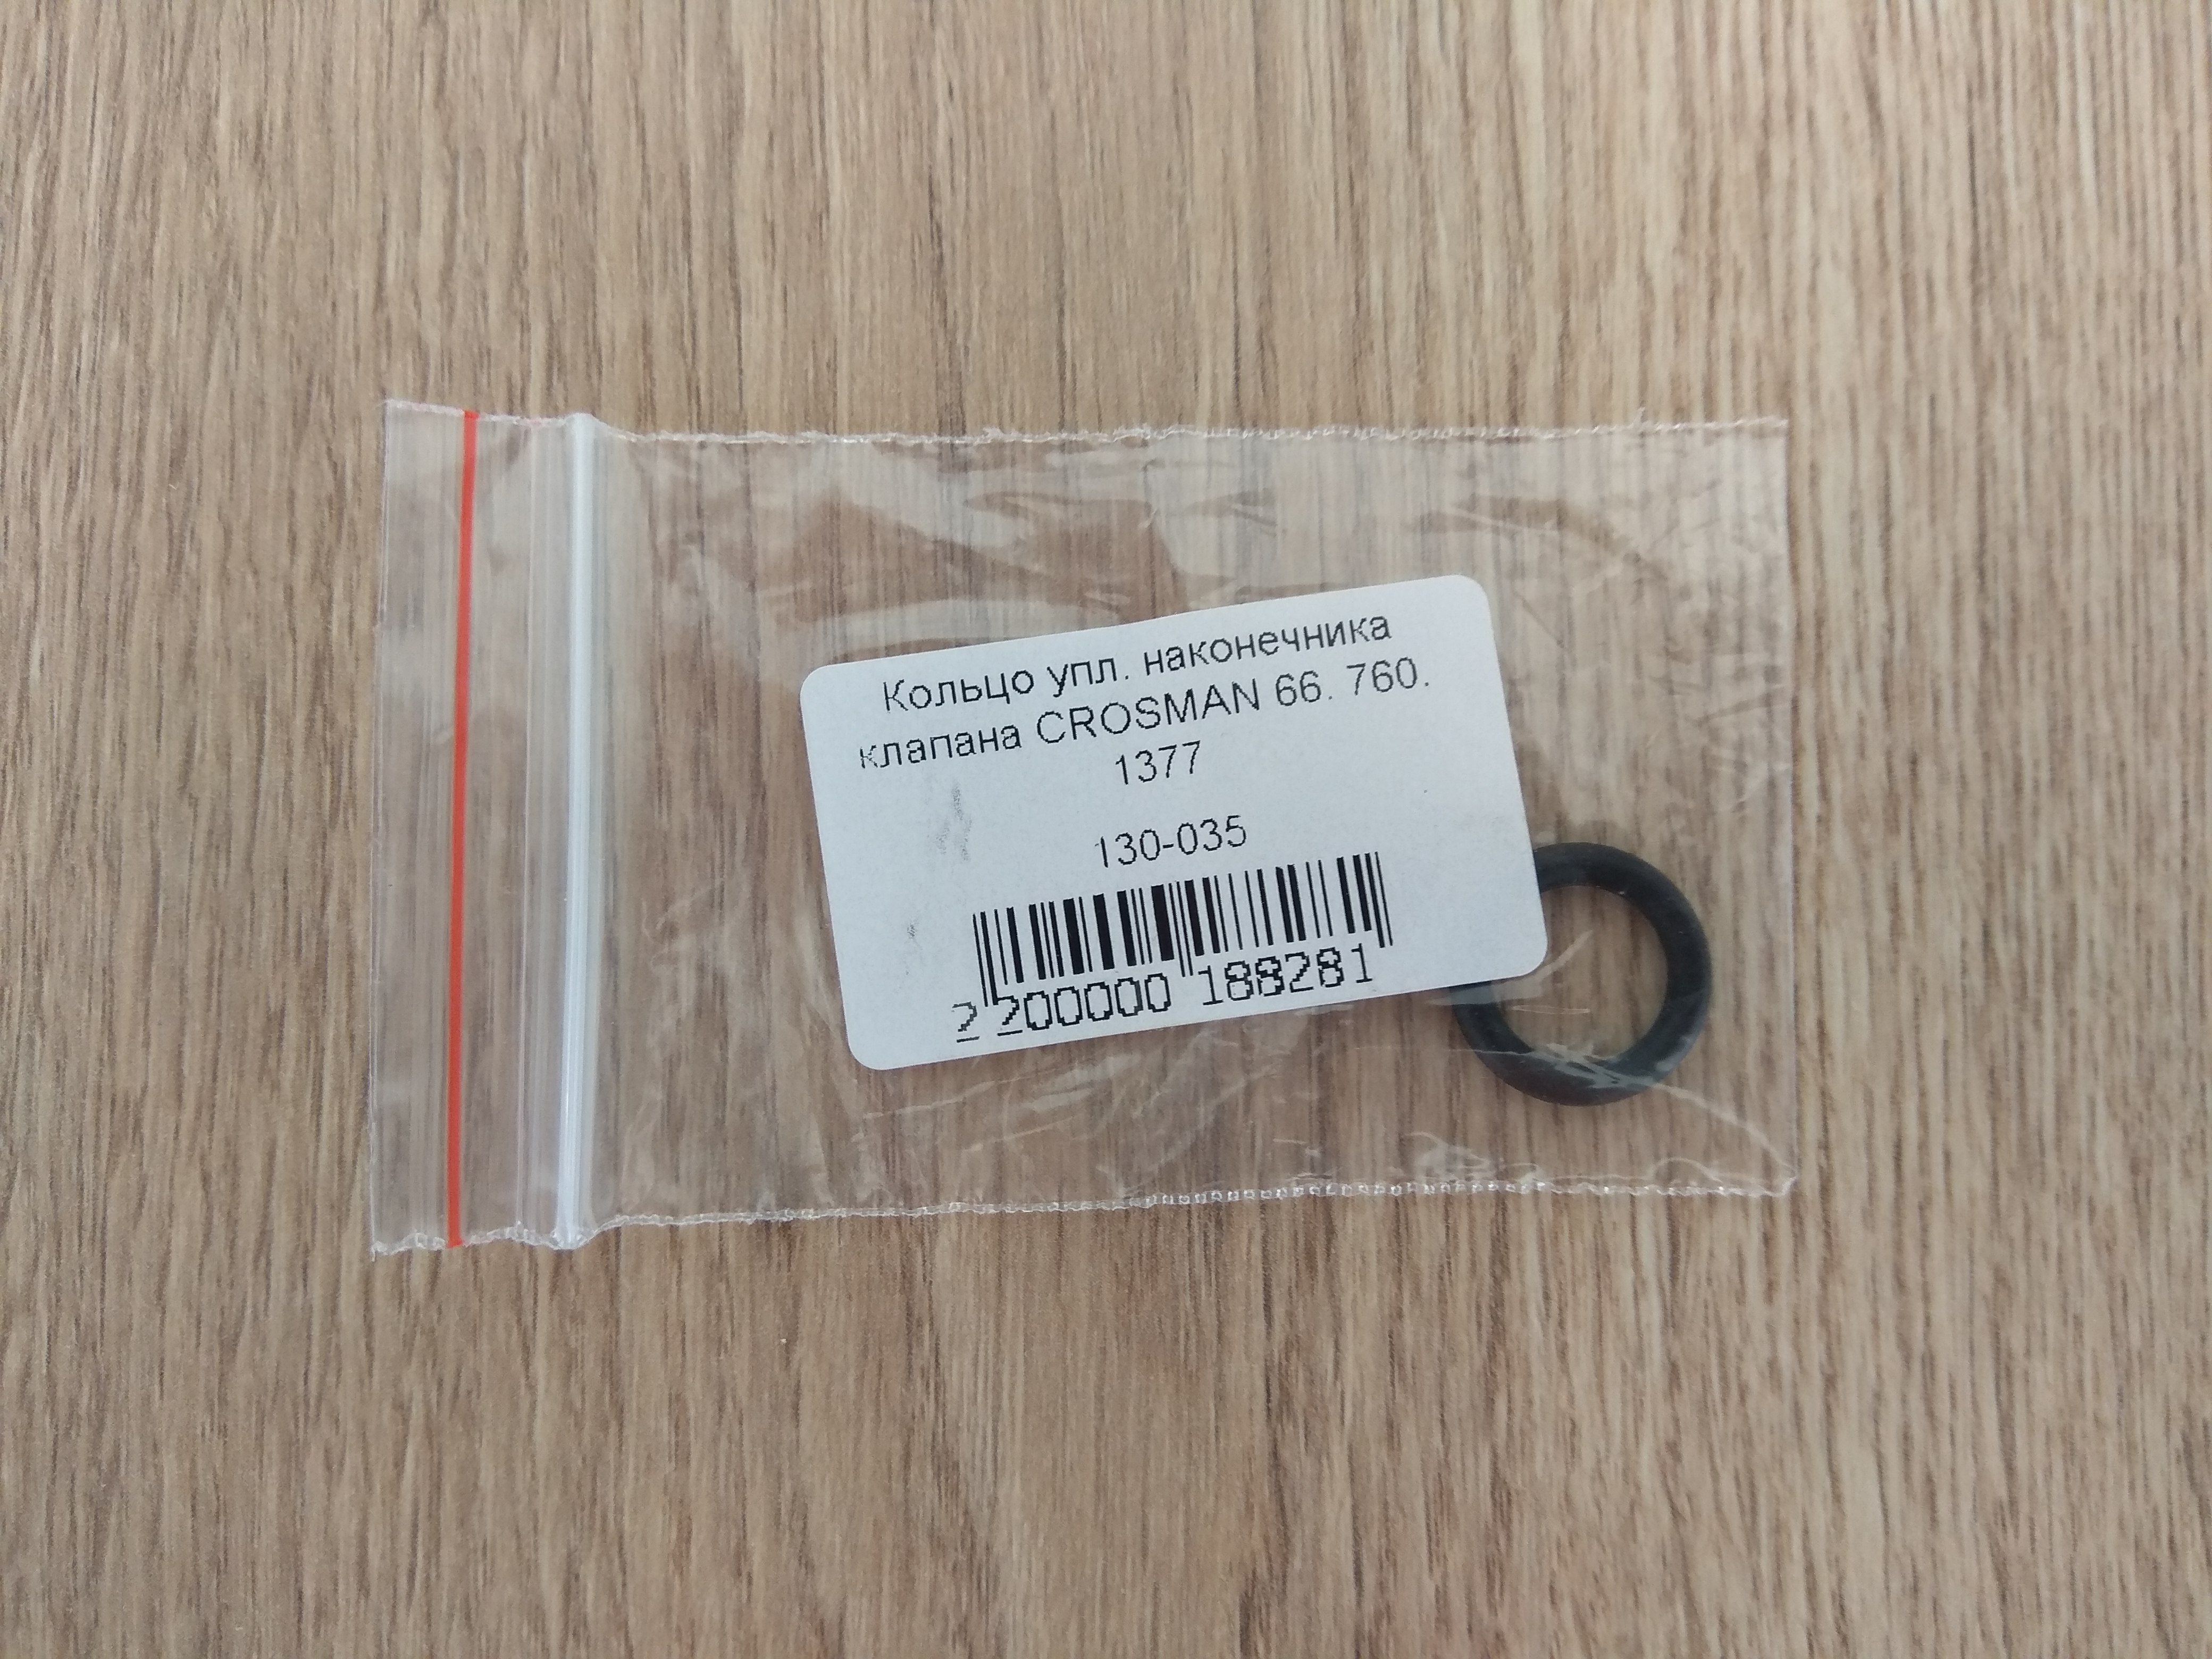 Кольцо упл. наконечника
клапана CROSMAN 66. 760.
1377
130-035
2 200000 188281